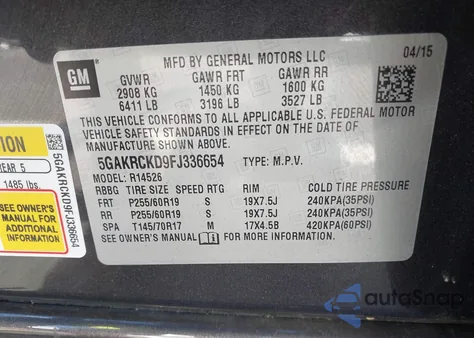 GM
MFD BY GENERAL MOTORS LLC
04/15
GVWR GAWR FRT GAWR RR
2908 KG 1450 KG 1600 KG
6411 LB 3196 LB 3527 LB
THIS VEHICLE CONFORMS TO ALL APPLICABLE U.S. FEDERAL MOTOR
VEHICLE SAFETY STANDARDS IN EFFECT ON THE DATE OF
MANUFACTURE SHOWN ABOVE.
5GAKRCKD9FJ336654 TYPE: M.P.V.
MODEL: R14526
RBBG TIRE SIZE SPEED RTG RIM COLD TIRE PRESSURE
FRT P255/60R19 S 19X7.5J 240KPA(35PSI)
RR P255/60R19 S 19X7.5J 240KPA(35PSI)
SPA T145/70R17 M 17X4.5B 420KPA(60PSI)
SEE OWNER'S MANUAL FOR MORE INFORMATION.
REAR 5
1485 lbs.
SEE OWNER'S
MANUAL FOR
ADDITIONAL
INFORMATION
5GAKRCKD9FJ336654
autoSnap